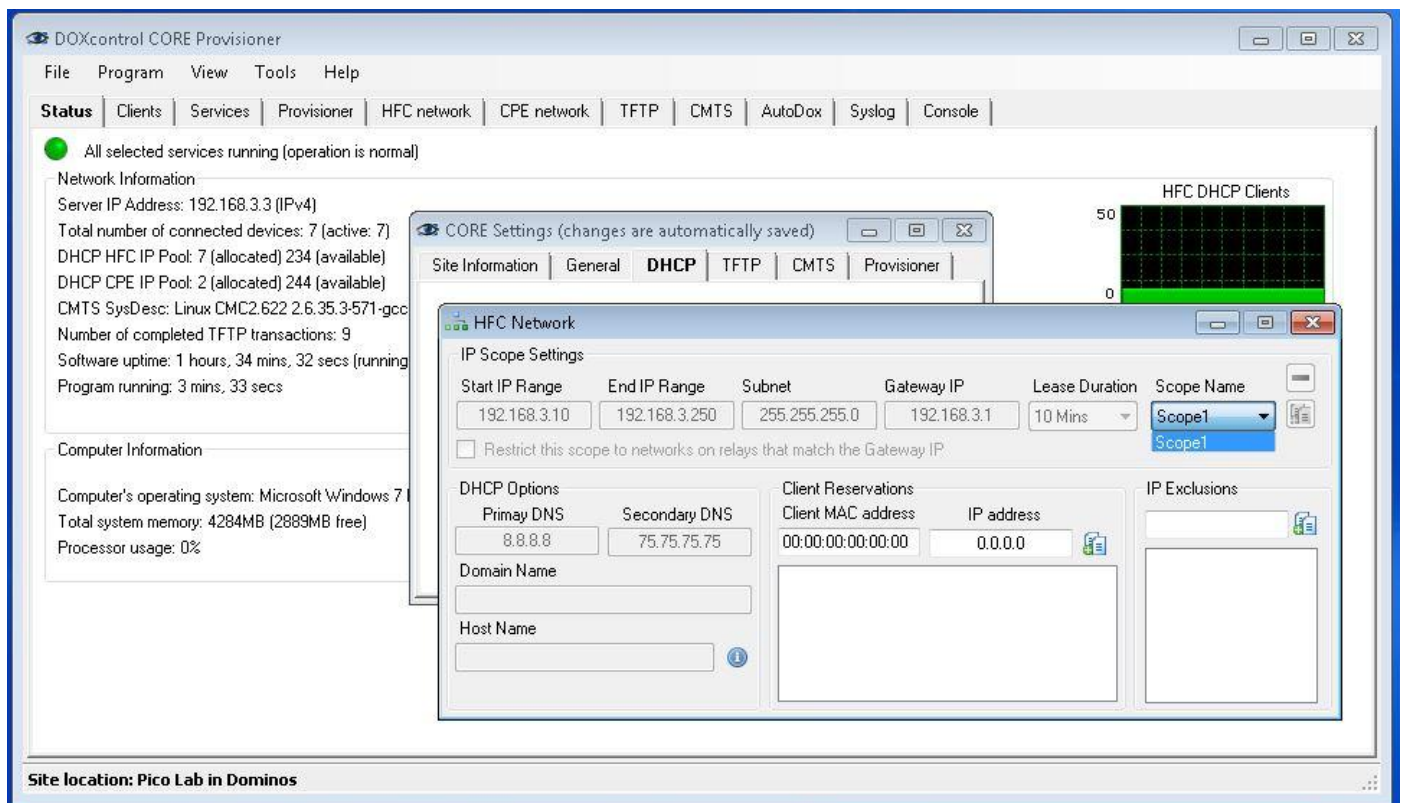 DOXcontrol CORE Provisioner
File Program View Tools Help
Status Clients Services Provisioner HFC network CPE network TFTP CMTS AutoDox Syslog Console
All selected services running (operation is normal)
Network Information
Server IP Address: 192.168.3.3 (IPv4)
Total number of connected devices: 7 (active: 7)
DHCP HFC IP Pool: 7 (allocated) 234 (available)
DHCP CPE IP Pool: 2 (allocated) 244 (available)
CMTS SysDesc: Linux CMC2.622 2.6.35.3-571-gcc
Number of completed TFTP transactions: 9
Software uptime: 1 hours, 34 mins, 32 secs (running
Program running: 3 mins, 33 secs
HFC DHCP Clients
50
0
Computer Information
Computer's operating system: Microsoft Windows 7
Total system memory: 4284MB (2889MB free)
Processor usage: 0%
CORE Settings (changes are automatically saved)
Site Information General DHCP TFTP CMTS Provisioner
HFC Network
IP Scope Settings
Start IP Range End IP Range Subnet Gateway IP Lease Duration Scope Name
192.168.3.10 192.168.3.250 255.255.255.0 192.168.3.1 10 Mins Scope1
Scope1
Restrict this scope to networks on relays that match the Gateway IP
DHCP Options
Primay DNS Secondary DNS
8.8.8.8 75.75.75.75
Domain Name
Host Name
Client Reservations
Client MAC address IP address
00:00:00:00:00:00 0.0.0.0
IP Exclusions
Site location: Pico Lab in Dominos